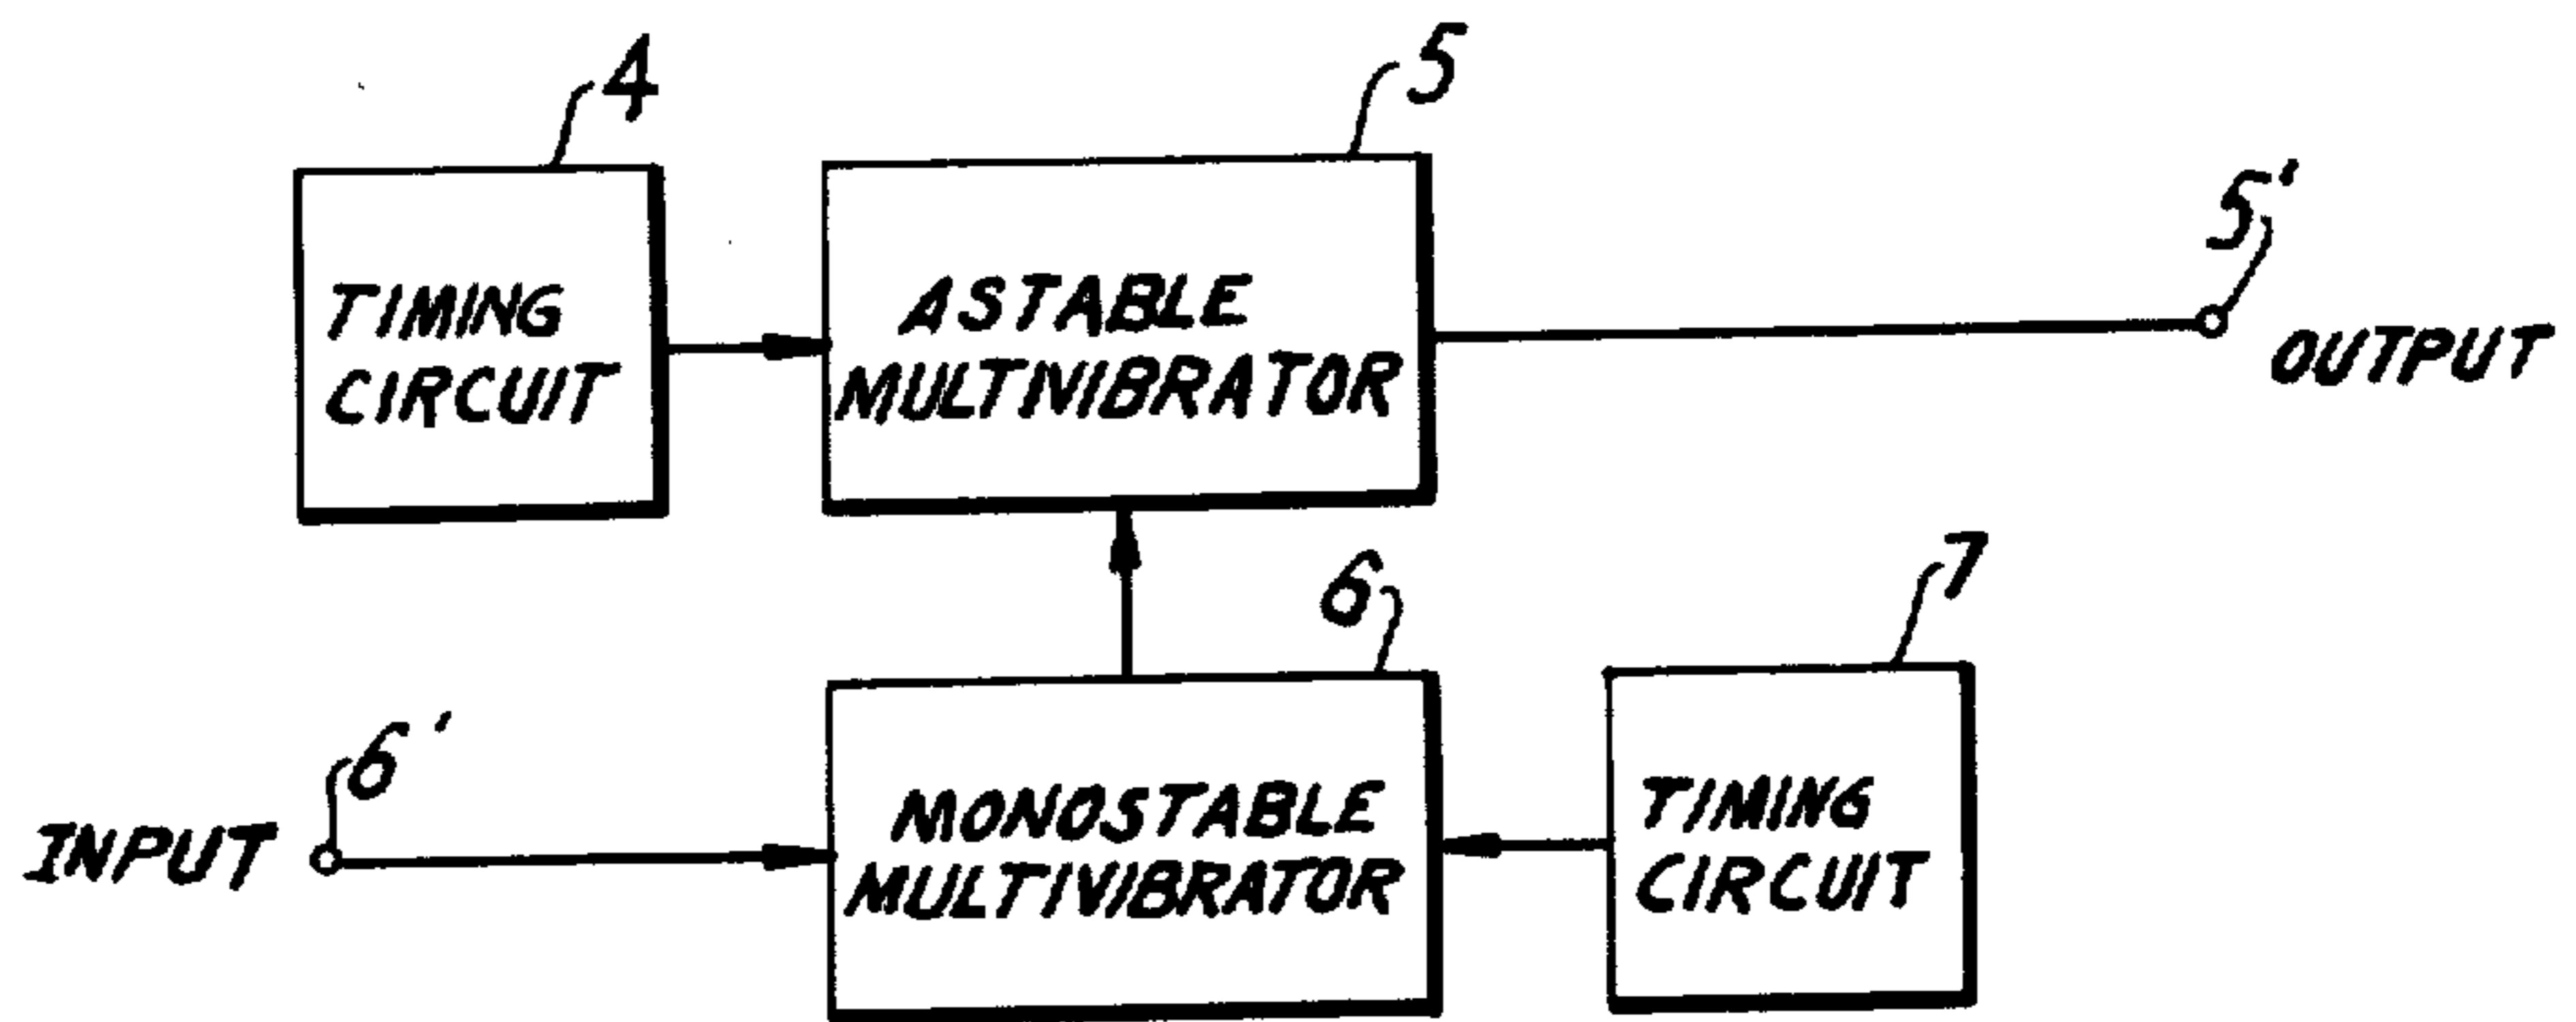 4
5
5'
TIMING
CIRCUIT
ASTABLE
MULTIVIBRATOR
OUTPUT
6
7
6'
INPUT
MONOSTABLE
MULTIVIBRATOR
TIMING
CIRCUIT